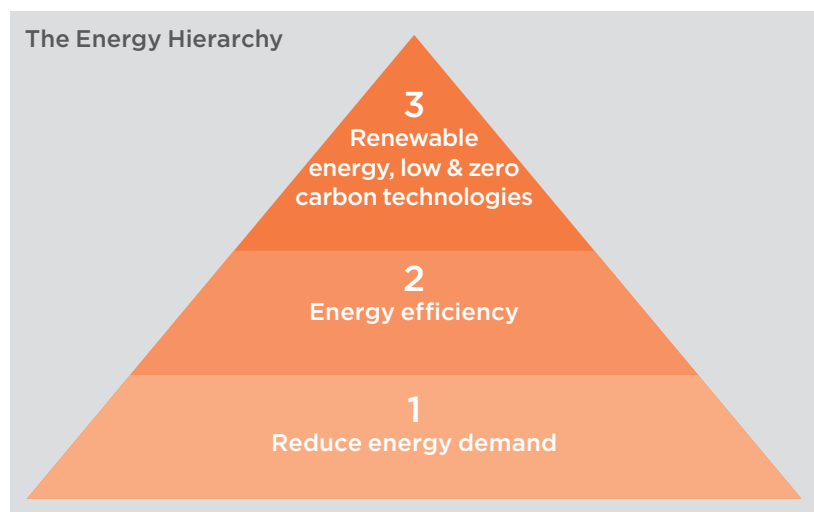 The Energy Hierarchy
3
Renewable
energy, low & zero
carbon technologies
2
Energy efficiency
1
Reduce energy demand